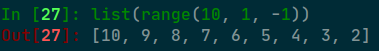 In [27]: list(range(10, 1, -1))
Out[27]: [10, 9, 8, 7, 6, 5, 4, 3, 2]